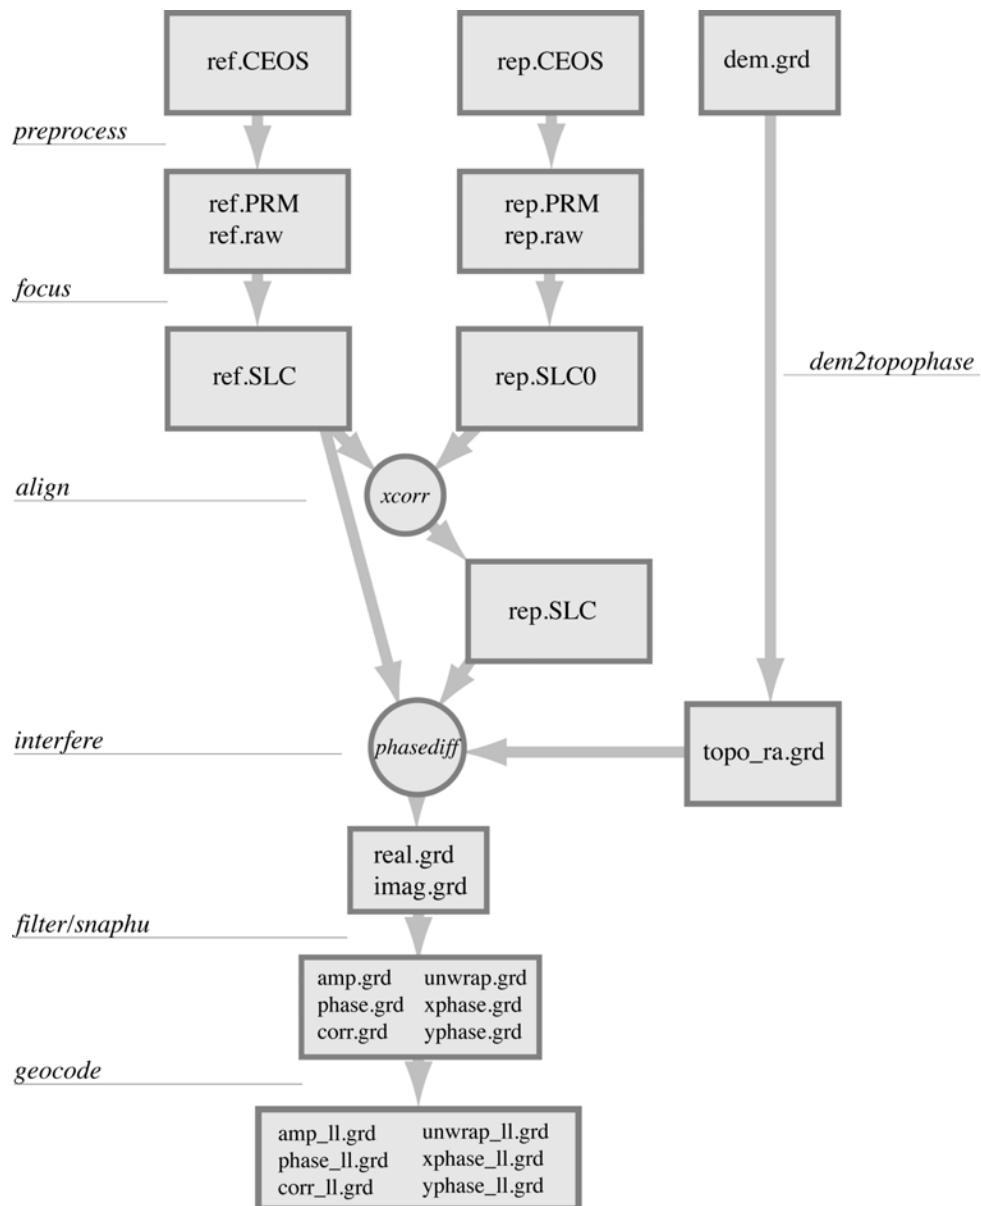 ref.CEOS
rep.CEOS
dem.grd
preprocess
ref.PRM
ref.raw
rep.PRM
rep.raw
focus
ref.SLC
rep.SLC0
dem2topophase
align
xcorr
rep.SLC
interfere
phasediff
topo_ra.grd
real.grd
imag.grd
filter/snaphu
amp.grd unwrap.grd
phase.grd xphase.grd
corr.grd yphase.grd
geocode
amp_ll.grd unwrap_ll.grd
phase_ll.grd xphase_ll.grd
corr_ll.grd yphase_ll.grd